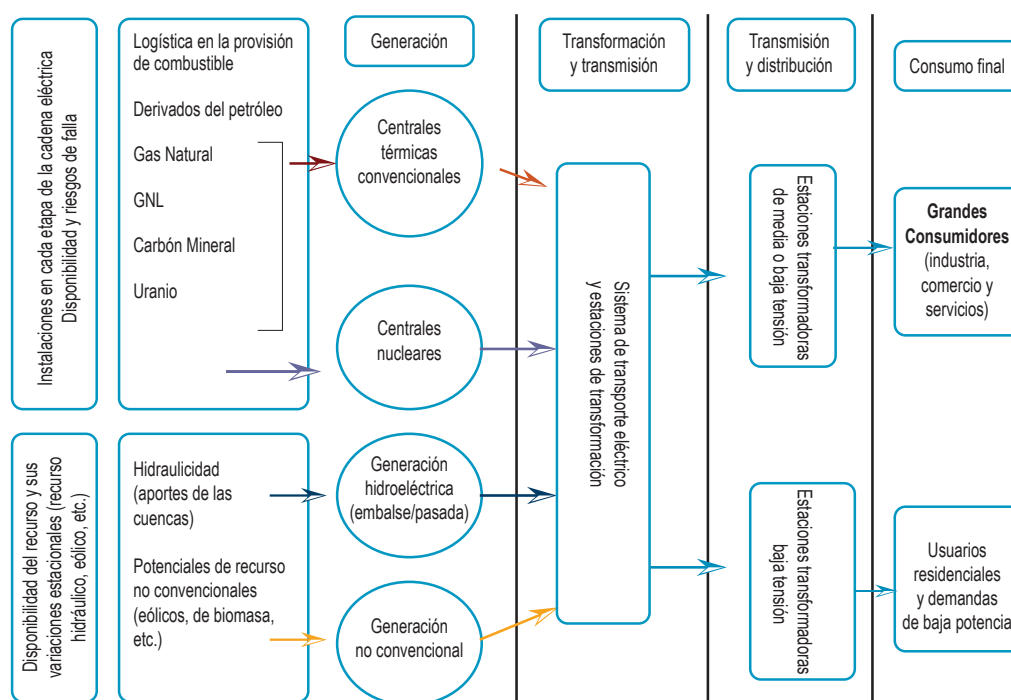 Instalaciones en cada etapa de la cadena eléctrica
Disponibilidad y riesgos de falla
Logística en la provisión
de combustible
Derivados del petróleo
Gas Natural
GNL
Carbón Mineral
Uranio
Generación
Centrales
térmicas
convencionales
Centrales
nucleares
Transformación
y transmisión
Transmisión
y distribución
Consumo final
Sistema de transporte eléctrico
y estaciones de transformación
Estaciones transformadoras
de media o baja tensión
Grandes
Consumidores
(industria,
comercio y
servicios)
Disponibilidad del recurso y sus
variaciones estacionales (recurso
hidráulico, eólico, etc.)
Hidraulicidad
(aportes de las
cuencas)
Potenciales de recurso
no convencionales
(eólicos, de biomasa,
etc.)
Generación
hidroeléctrica
(embalse/pasada)
Generación
no convencional
Estaciones transformadoras
baja tensión
Usuarios
residenciales
y demandas
de baja potencia